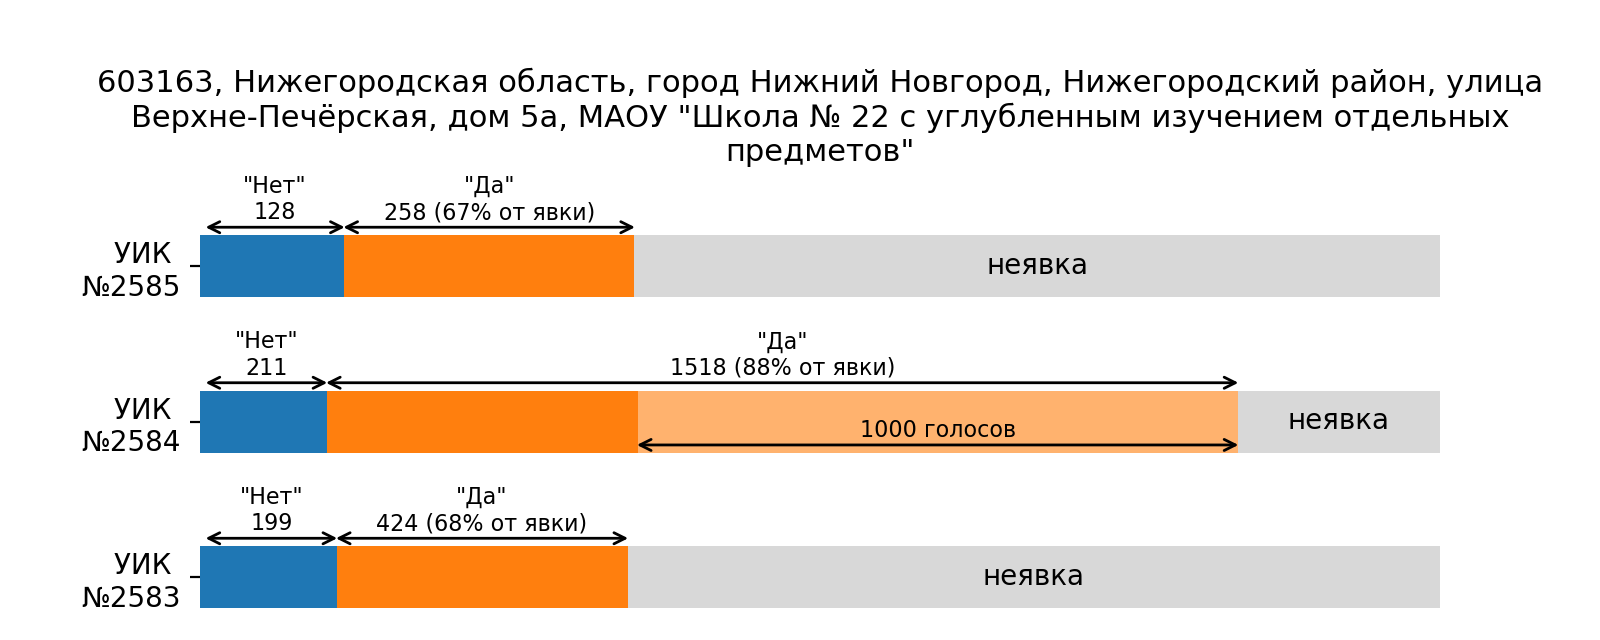 603163, Нижегородская область, город Нижний Новгород, Нижегородский район, улица
Верхне-Печёрская, дом 5а, МАОУ "Школа № 22 с углубленным изучением отдельных
предметов"
"Нет"
128
"Да"
258 (67% от явки)
УИК
№2585
неявка
"Нет"
211
"Да"
1518 (88% от явки)
УИК
№2584
1000 голосов
неявка
"Нет"
199
"Да"
424 (68% от явки)
УИК
№2583
неявка